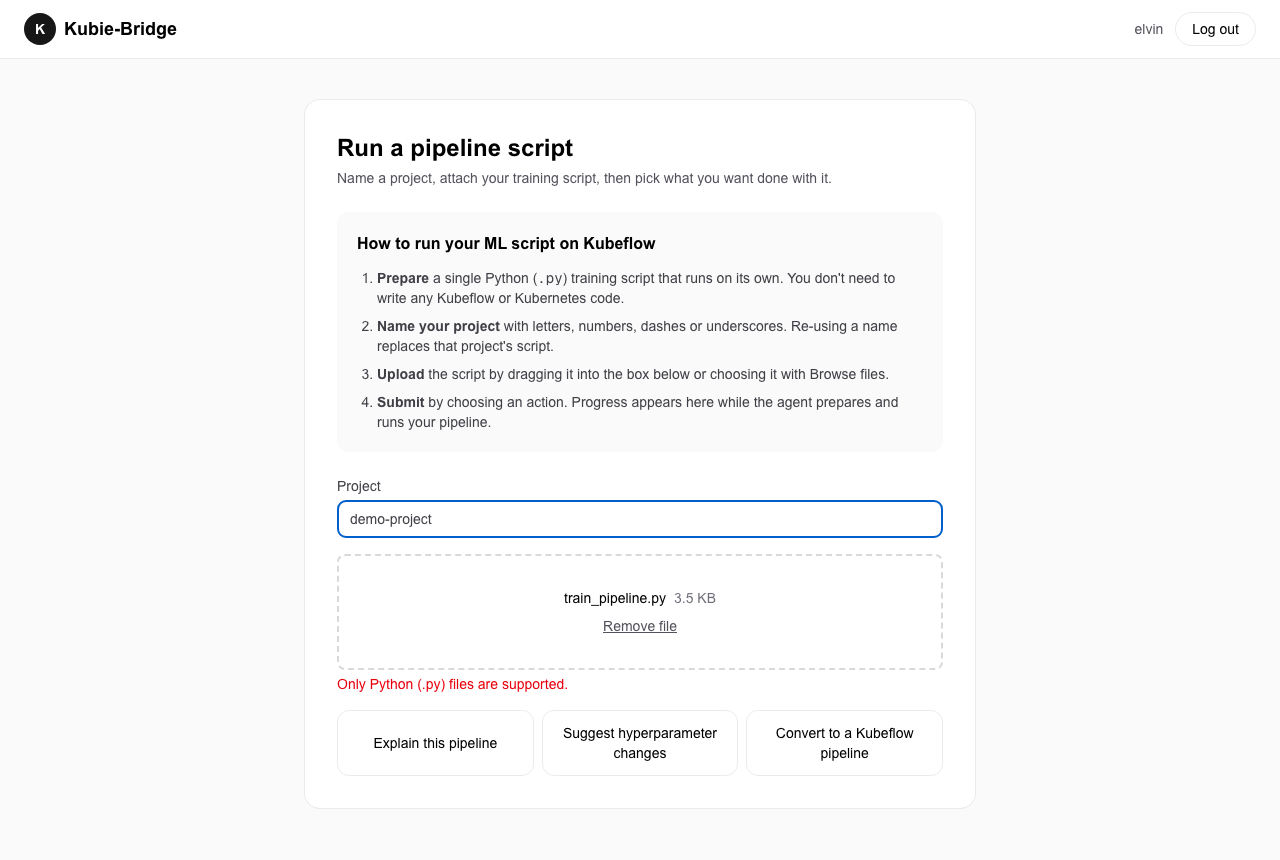 K Kubie-Bridge
elvin Log out
Run a pipeline script
Name a project, attach your training script, then pick what you want done with it.
How to run your ML script on Kubeflow
1. Prepare a single Python (.py) training script that runs on its own. You don't need to
write any Kubeflow or Kubernetes code.
2. Name your project with letters, numbers, dashes or underscores. Re-using a name
replaces that project's script.
3. Upload the script by dragging it into the box below or choosing it with Browse files.
4. Submit by choosing an action. Progress appears here while the agent prepares and
runs your pipeline.
Project
demo-project
train_pipeline.py 3.5 KB
Remove file
Only Python (.py) files are supported.
Explain this pipeline
Suggest hyperparameter
changes
Convert to a Kubeflow
pipeline